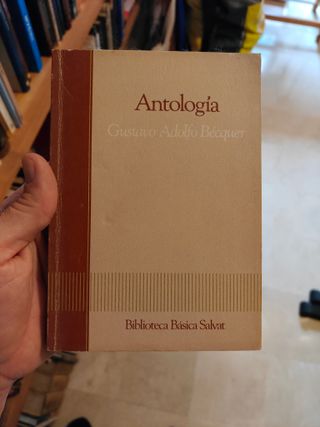 Antología
Gustavo Adolfo Bécquer
Biblioteca Básica Salvat